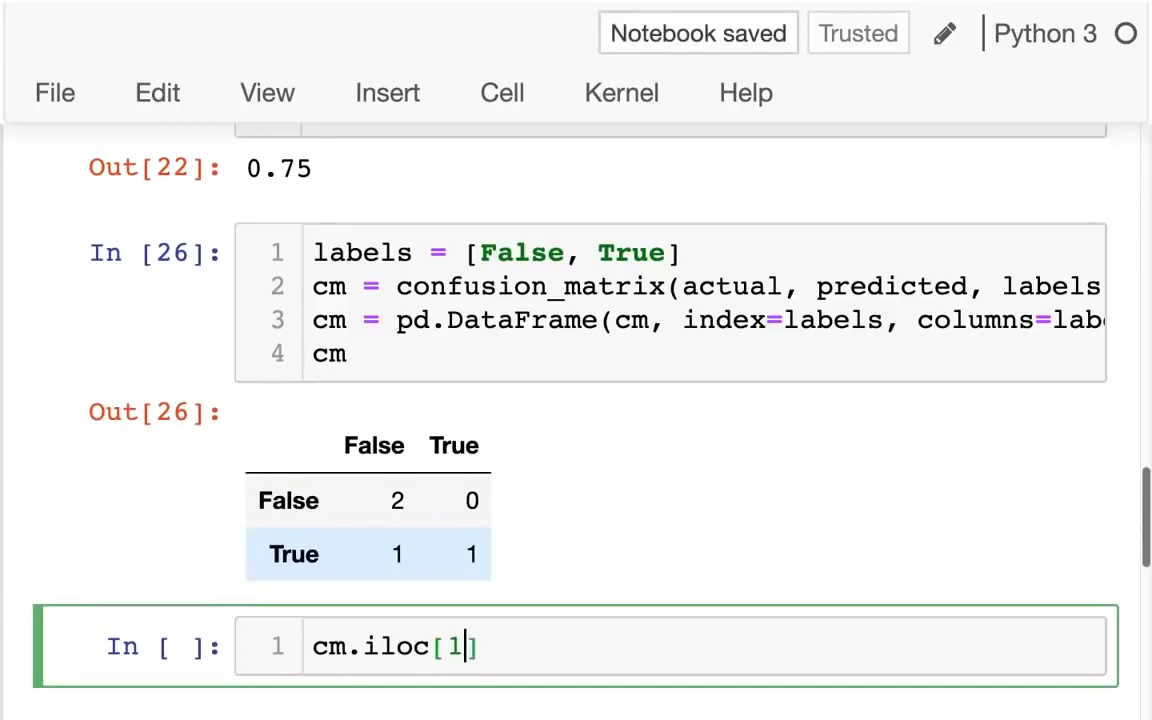 Notebook saved Trusted Python 3
File Edit View Insert Cell Kernel Help
Out[22]: 0.75
In [26]: 1 labels = [False, True]
2 cm = confusion_matrix(actual, predicted, labels
3 cm = pd.DataFrame(cm, index=labels, columns=lab
4 cm
Out[26]:
False True
False 2 0
True 1 1
In [ ]: 1 cm.iloc[1]